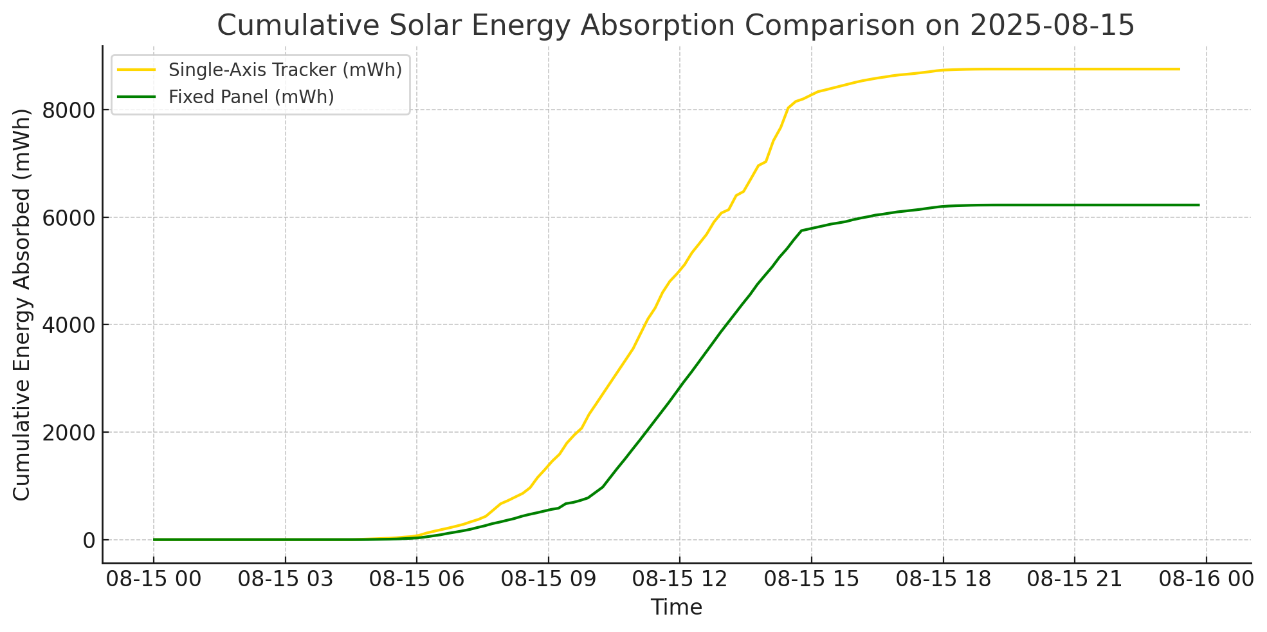 Cumulative Solar Energy Absorption Comparison on 2025-08-15
Single-Axis Tracker (mWh)
Fixed Panel (mWh)
Cumulative Energy Absorbed (mWh)
8000
6000
4000
2000
0
08-15 00 08-15 03 08-15 06 08-15 09 08-15 12 08-15 15 08-15 18 08-15 21 08-16 00
Time